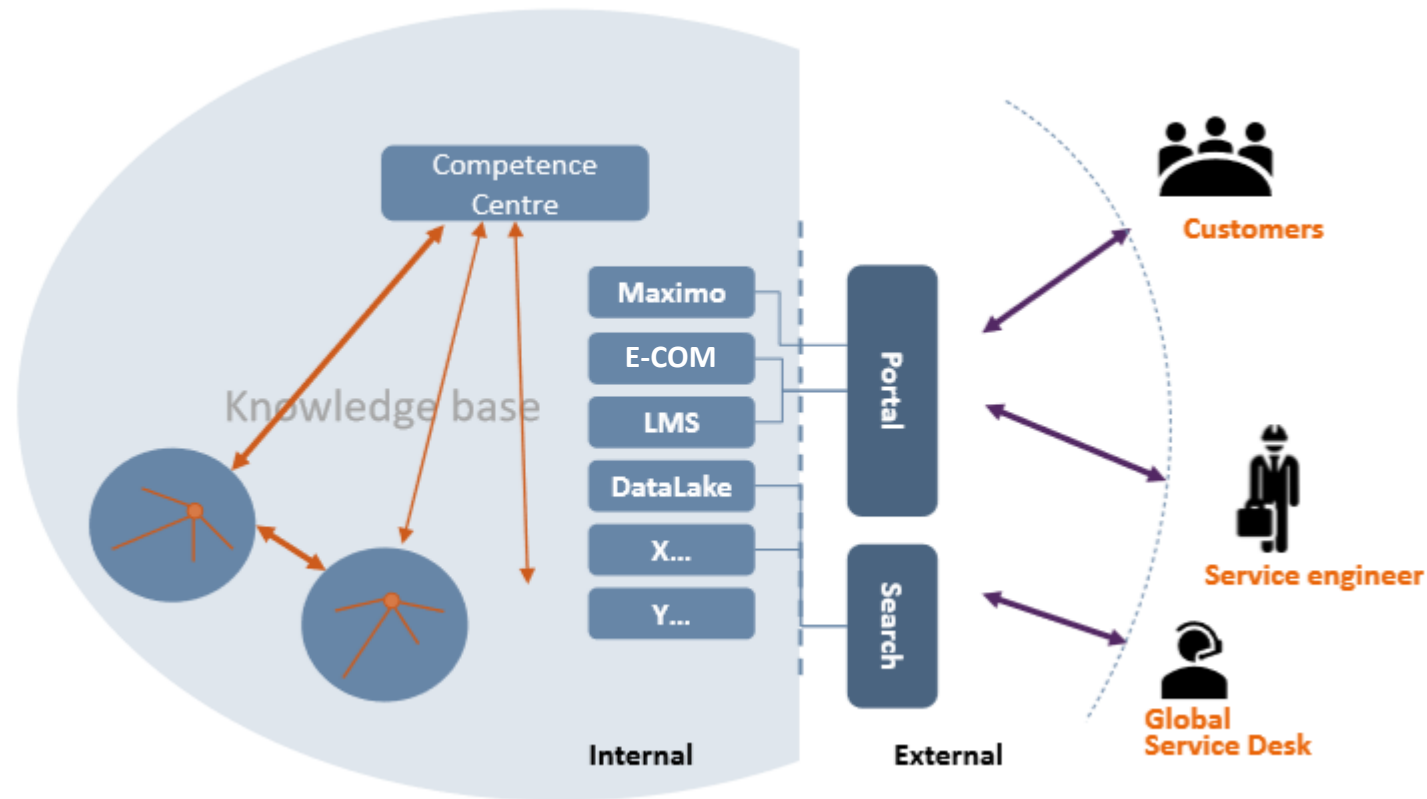 Competence
Centre
Customers
Maximo
E-COM
Knowledge base
LMS
DataLake
X...
Y...
Portal
Search
Service engineer
Global
Service Desk
Internal
External